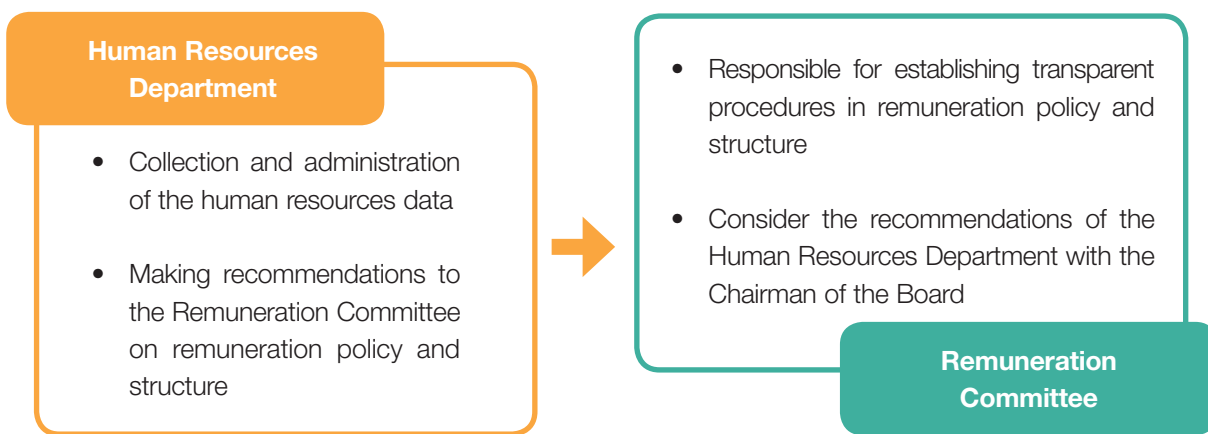 Human Resources
Department
• Collection and administration
of the human resources data
• Making recommendations to
the Remuneration Committee
on remuneration policy and
structure
• Responsible for establishing transparent
procedures in remuneration policy and
structure
• Consider the recommendations of the
Human Resources Department with the
Chairman of the Board
Remuneration
Committee